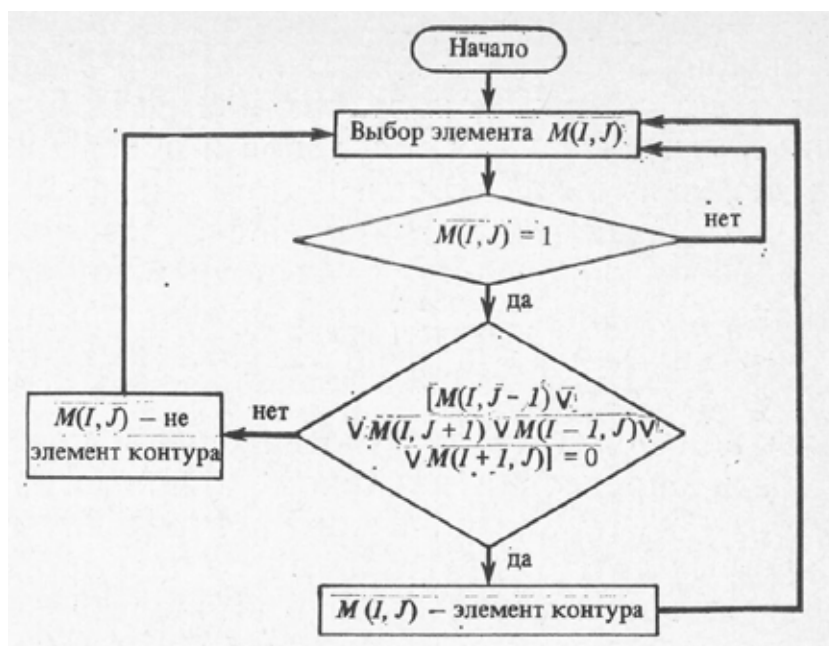 Начало
Выбор элемента M(I, J)
M(I, J) = 1
нет
да
[M(I, J − 1) ∨
∨ M(I, J + 1) ∨ M(I − 1, J) ∨
∨ M(I + 1, J)] = 0
нет
M(I, J) — не
элемент контура
да
M (I, J) — элемент контура